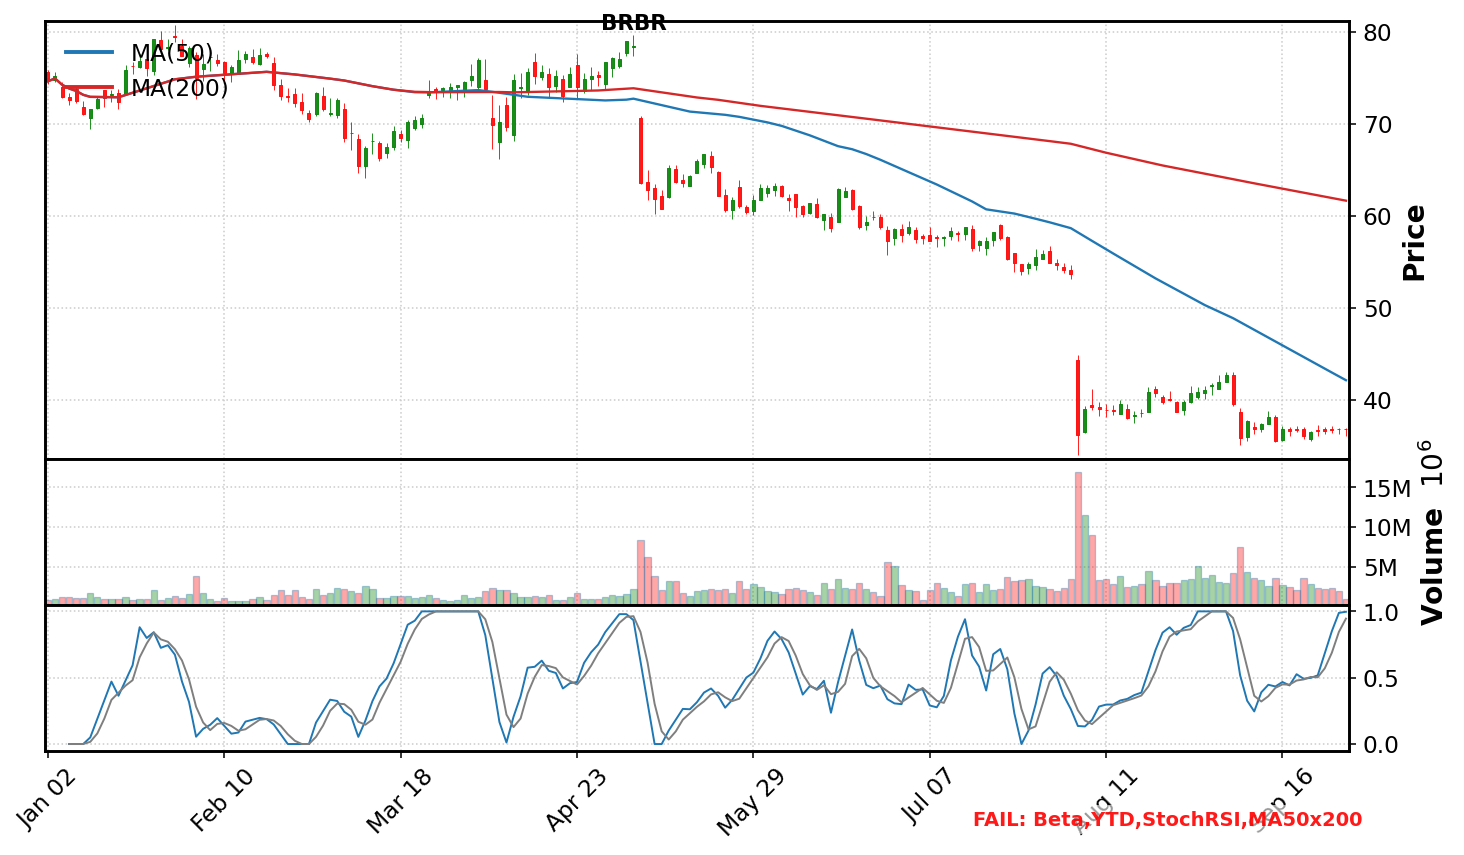 BRBR
MA(50)
MA(200)
80
70
60
50
40
Price
15M
10M
5M
Volume 10⁶
1.0
0.5
0.0
Jan 02
Feb 10
Mar 18
Apr 23
May 29
Jul 07
Aug 11
Sep 16
FAIL: Beta,YTD,StochRSI,MA50x200